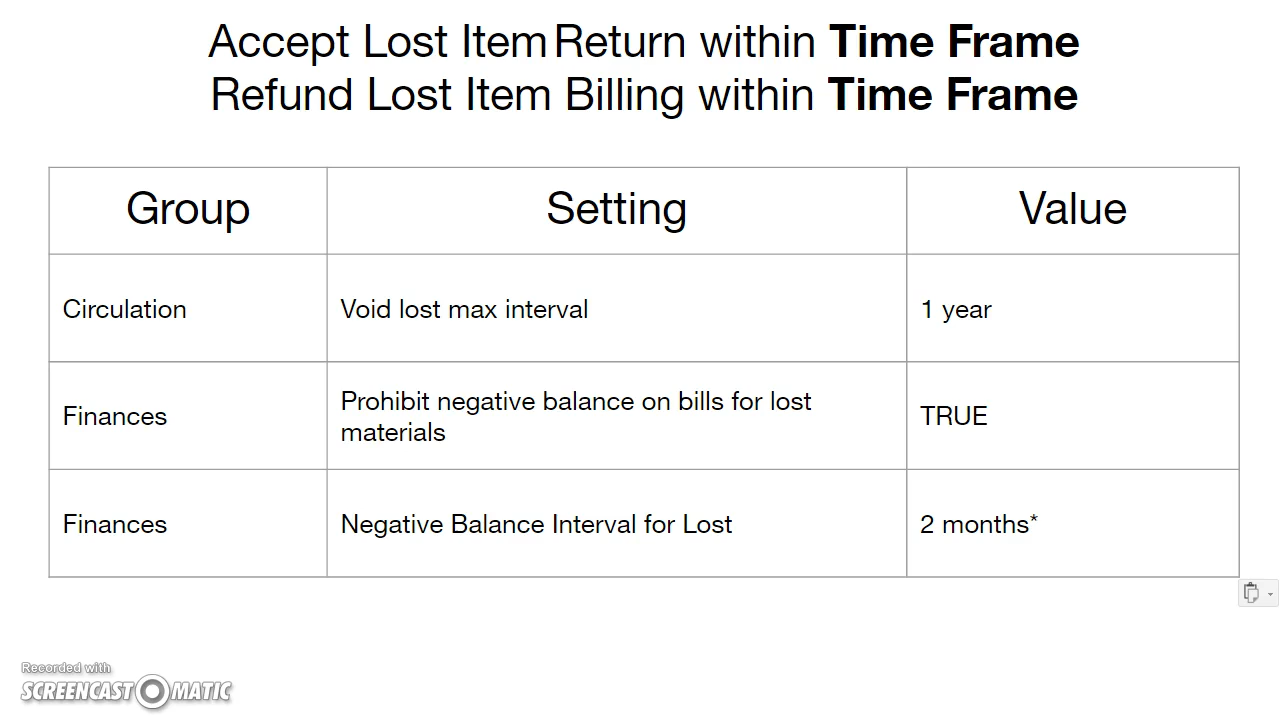 Accept Lost Item Return within Time Frame
Refund Lost Item Billing within Time Frame
Group Setting Value
Circulation Void lost max interval 1 year
Finances Prohibit negative balance on bills for lost materials TRUE
Finances Negative Balance Interval for Lost 2 months*
Recorded with
SCREENCAST-O-MATIC